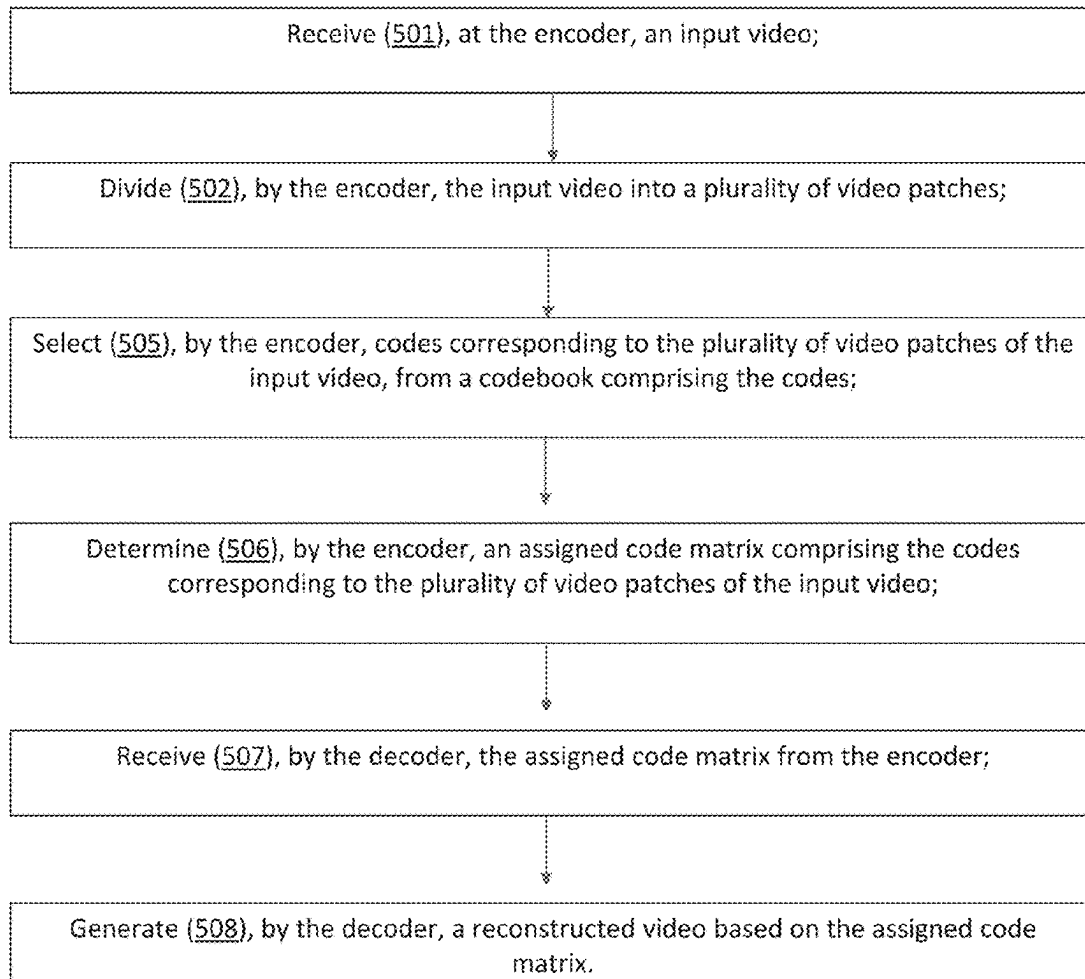 Receive (501), at the encoder, an input video;
Divide (502), by the encoder, the input video into a plurality of video patches;
Select (505), by the encoder, codes corresponding to the plurality of video patches of the
input video, from a codebook comprising the codes;
Determine (506), by the encoder, an assigned code matrix comprising the codes
corresponding to the plurality of video patches of the input video;
Receive (507), by the decoder, the assigned code matrix from the encoder;
Generate (508), by the decoder, a reconstructed video based on the assigned code
matrix.